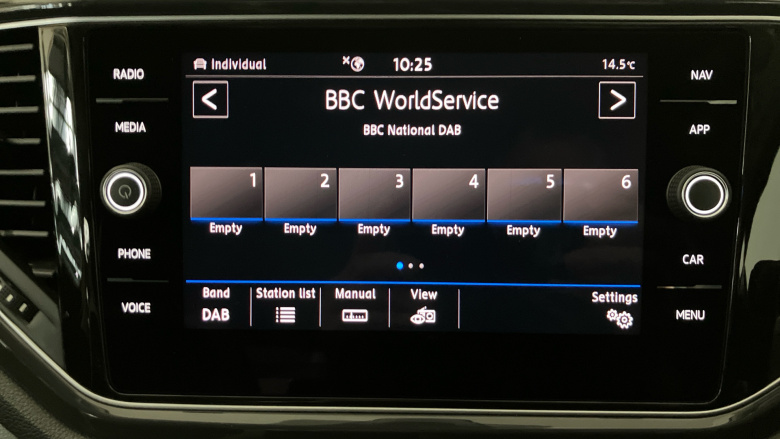 RADIO
MEDIA
PHONE
VOICE
Individual 10:25 14.5°C
< BBC WorldService >
BBC National DAB
1 2 3 4 5 6
Empty Empty Empty Empty Empty Empty
Band Station list Manual View Settings
DAB
NAV
APP
CAR
MENU